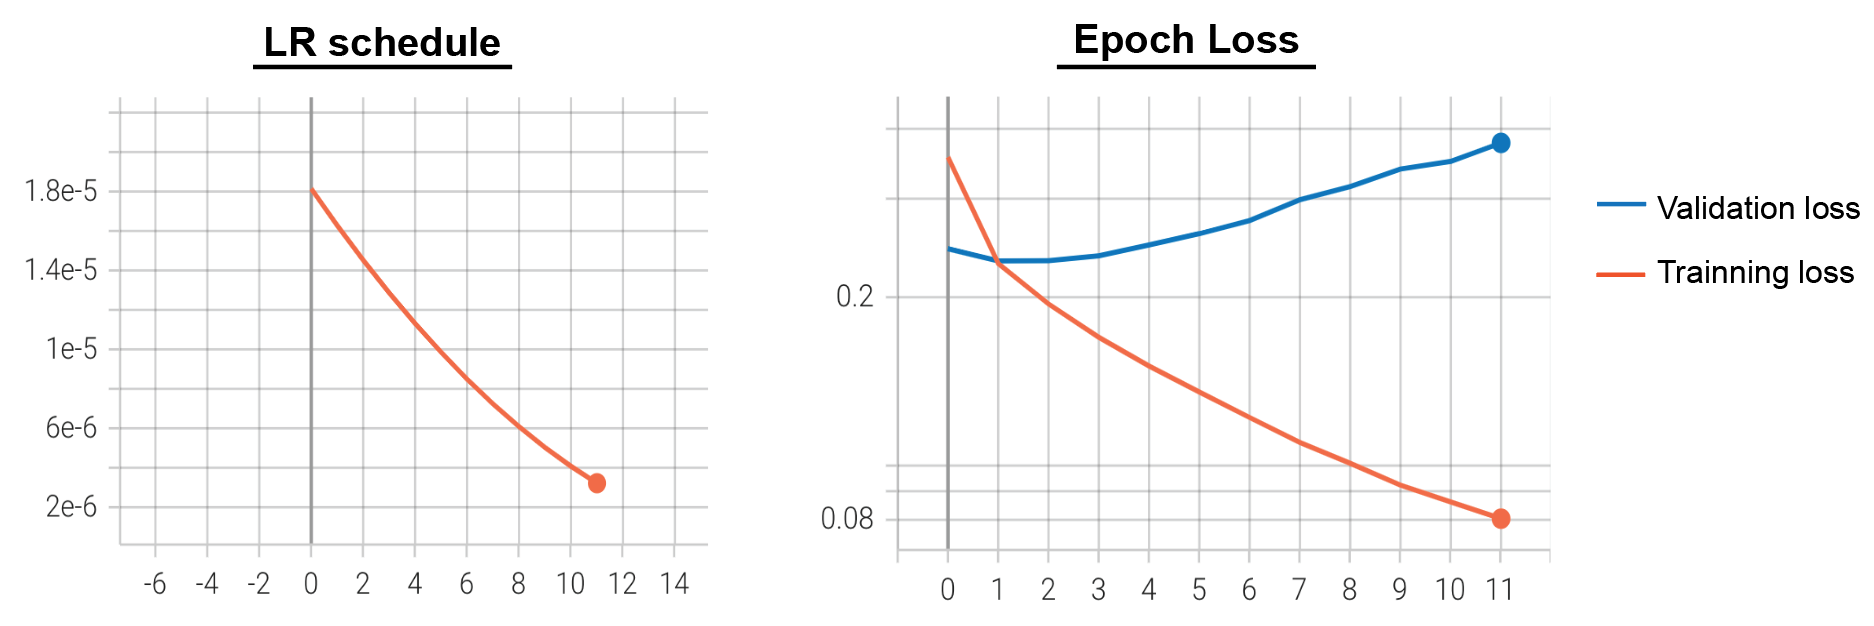 LR schedule
1.8e-5
1.4e-5
1e-5
6e-6
2e-6
-6 -4 -2 0 2 4 6 8 10 12 14
Epoch Loss
0.2
0.08
0 1 2 3 4 5 6 7 8 9 10 11
Validation loss
Trainning loss